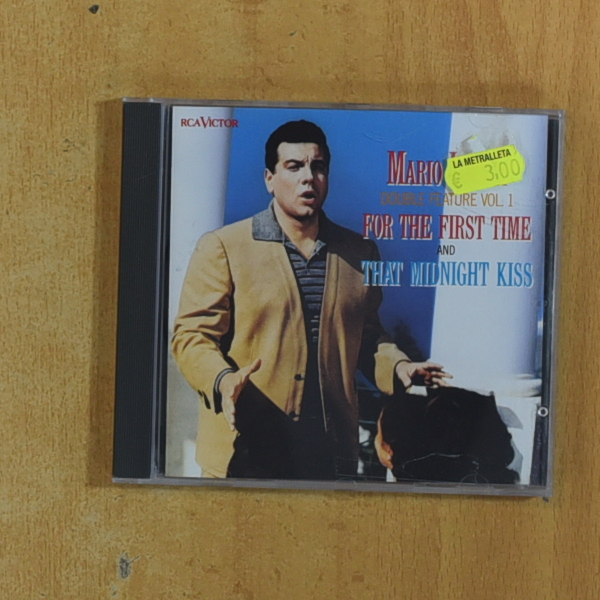 RCA VICTOR
MARIO
LA METRALLETA
€ 3.00
DOUBLE FEATURE VOL. 1
FOR THE FIRST TIME
AND
THAT MIDNIGHT KISS